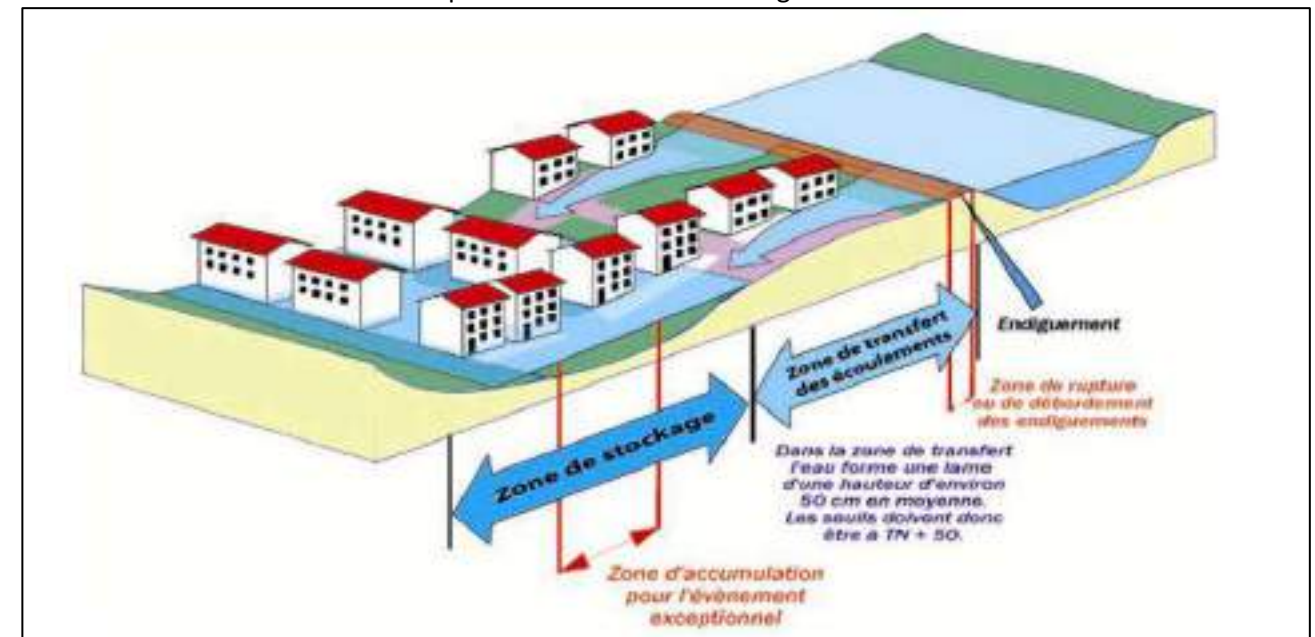 Zone de transfert
des écoulements
Endiguement
Zone de rupture
ou de débordement
des endiguements
Zone de stockage
Dans la zone de transfert
l'eau forme une lame
d'une hauteur d'environ
50 cm en moyenne.
Les seuils doivent donc
être à TN + 50.
Zone d'accumulation
pour l'évènement
exceptionnel